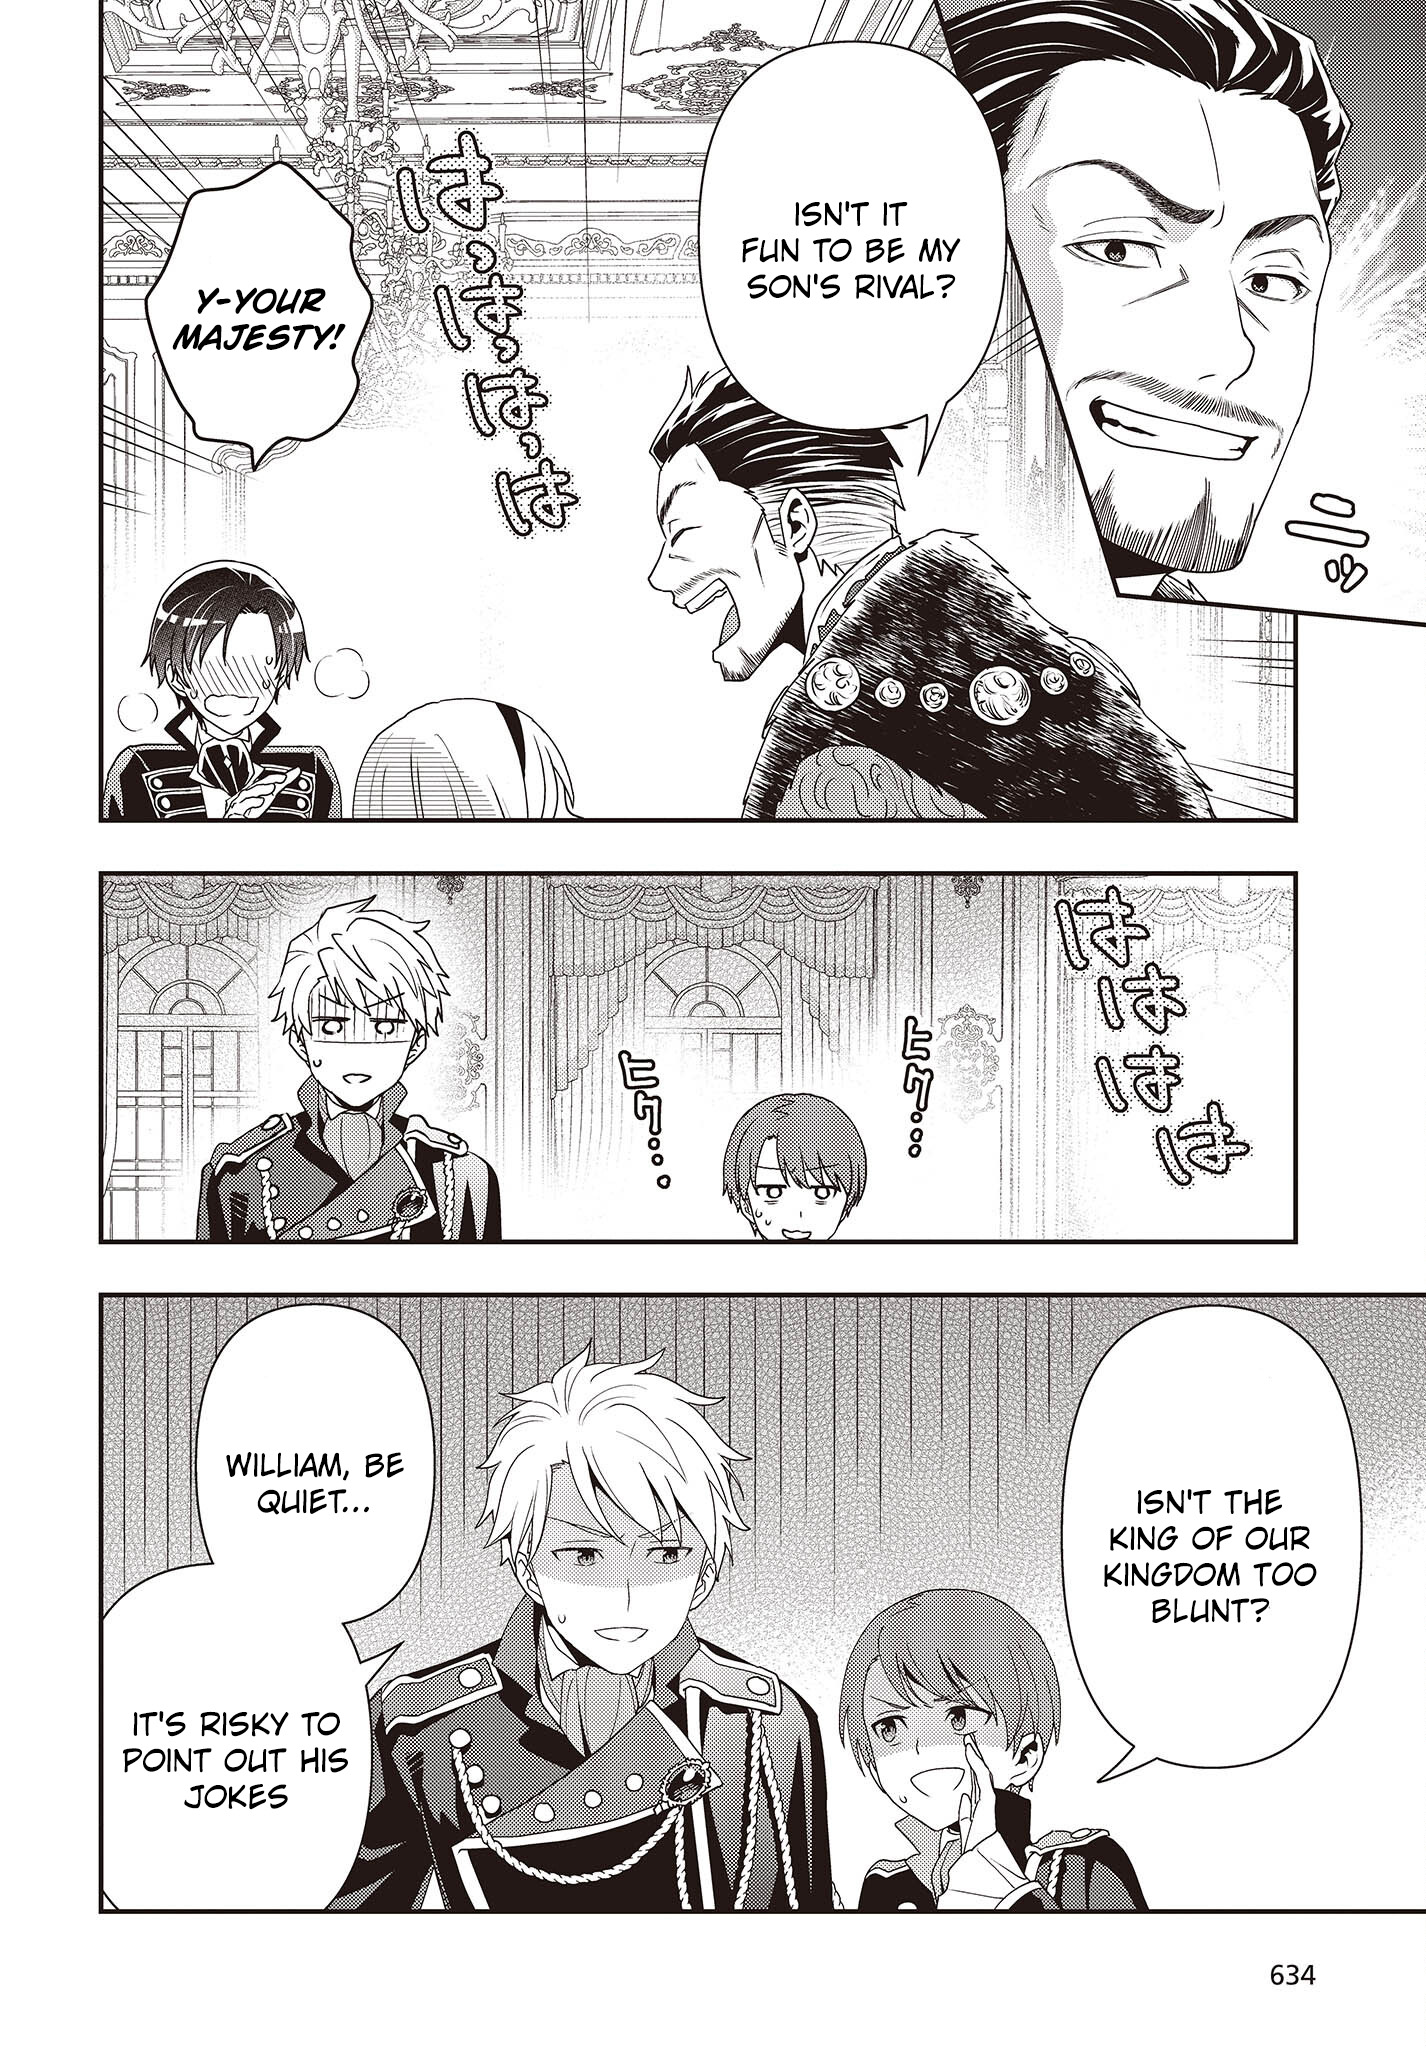 ニッ
ISN'T IT
FUN TO BE MY
SON'S RIVAL?
はっはっはっは
Y-YOUR
MAJESTY!
はははは
ヒク…
ヒク…
ISN'T THE
KING OF OUR
KINGDOM TOO
BLUNT?
WILLIAM, BE
QUIET...
IT'S RISKY TO
POINT OUT HIS
JOKES
634